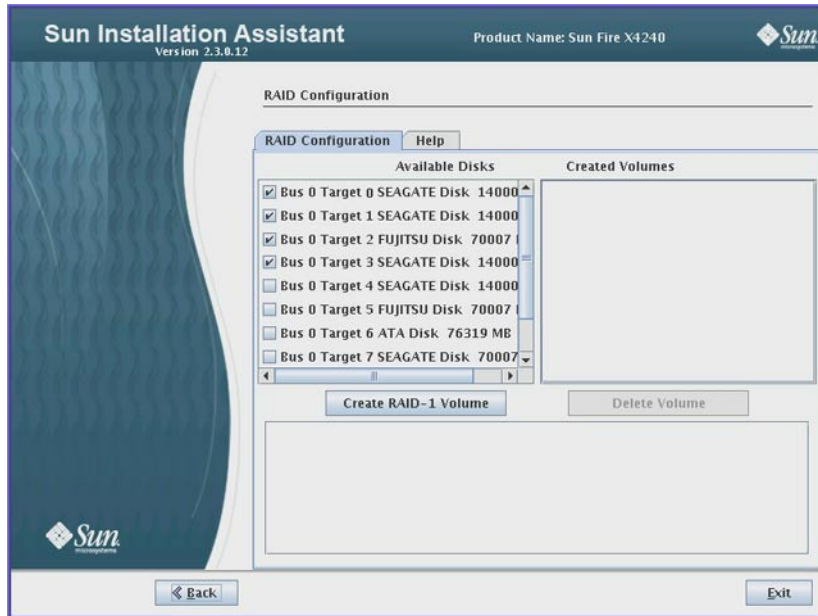 Sun Installation Assistant
Version 2.3.0.12
Product Name: Sun Fire X4240
Sun
microsystems
RAID Configuration
RAID Configuration
Help
Available Disks
Created Volumes
Bus 0 Target 0 SEAGATE Disk 14000
Bus 0 Target 1 SEAGATE Disk 14000
Bus 0 Target 2 FUJITSU Disk 70007
Bus 0 Target 3 SEAGATE Disk 14000
Bus 0 Target 4 SEAGATE Disk 14000
Bus 0 Target 5 FUJITSU Disk 70007
Bus 0 Target 6 ATA Disk 76319 MB
Bus 0 Target 7 SEAGATE Disk 70007
Create RAID-1 Volume
Delete Volume
Sun
microsystems
Back
Exit